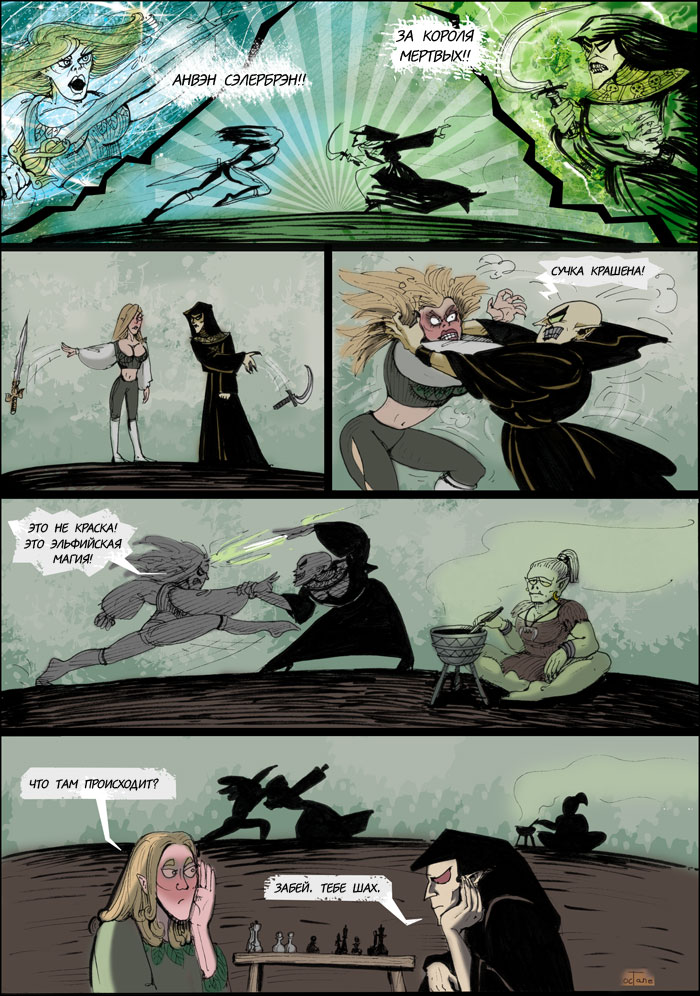 АНВЭН СЭЛЕРБРЭН!!
ЗА КОРОЛЯ
МЕРТВЫХ!!
СУЧКА КРАШЕНА!
ЭТО НЕ КРАСКА!
ЭТО ЭЛЬФИЙСКАЯ
МАГИЯ!
ЧТО ТАМ ПРОИСХОДИТ?
ЗАБЕЙ. ТЕБЕ ШАХ.
octane